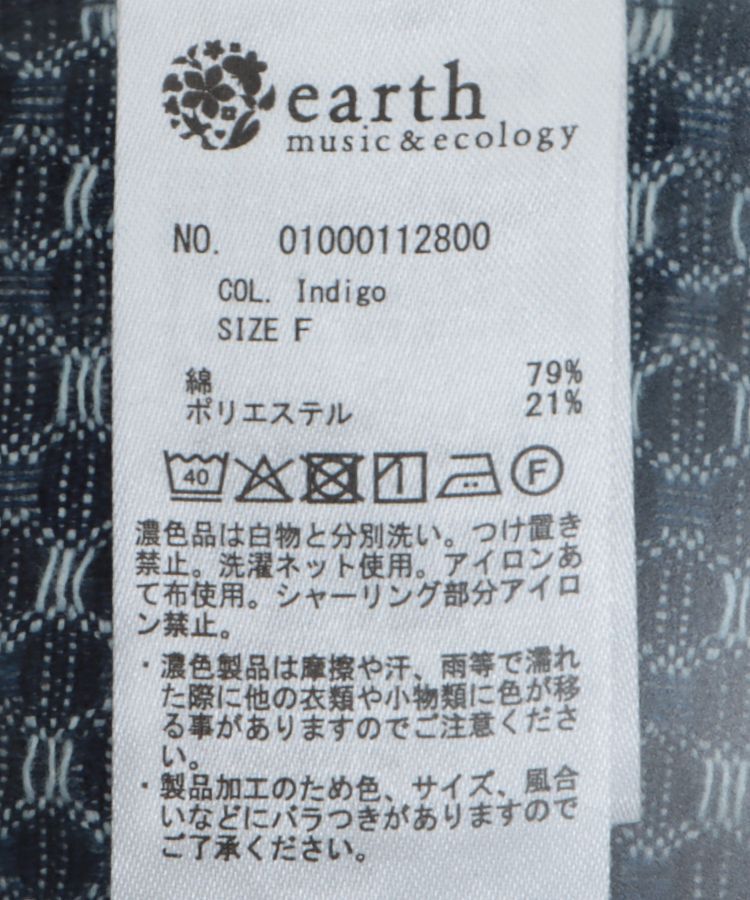 earth
music&ecology
NO. 01000112800
COL. Indigo
SIZE F
綿 79%
ポリエステル 21%
40 F
濃色品は白物と分別洗い。つけ置き
禁止。洗濯ネット使用。アイロンあ
て布使用。シャーリング部分アイロ
ン禁止。
・濃色製品は摩擦や汗、雨等で濡れ
た際に他の衣類や小物類に色が移
る事がありますのでご注意くださ
い。
・製品加工のため色、サイズ、風合
いなどにバラつきがありますので
ご了承ください。